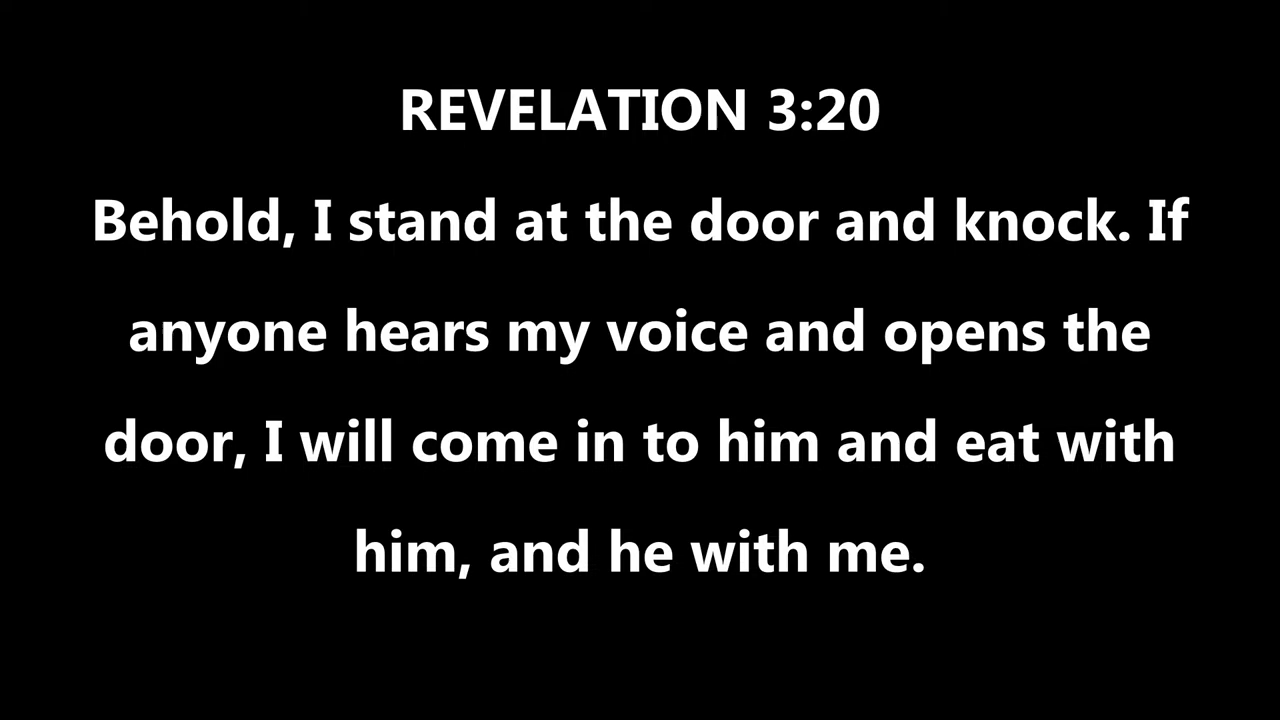 REVELATION 3:20
Behold, I stand at the door and knock. If
anyone hears my voice and opens the
door, I will come in to him and eat with
him, and he with me.